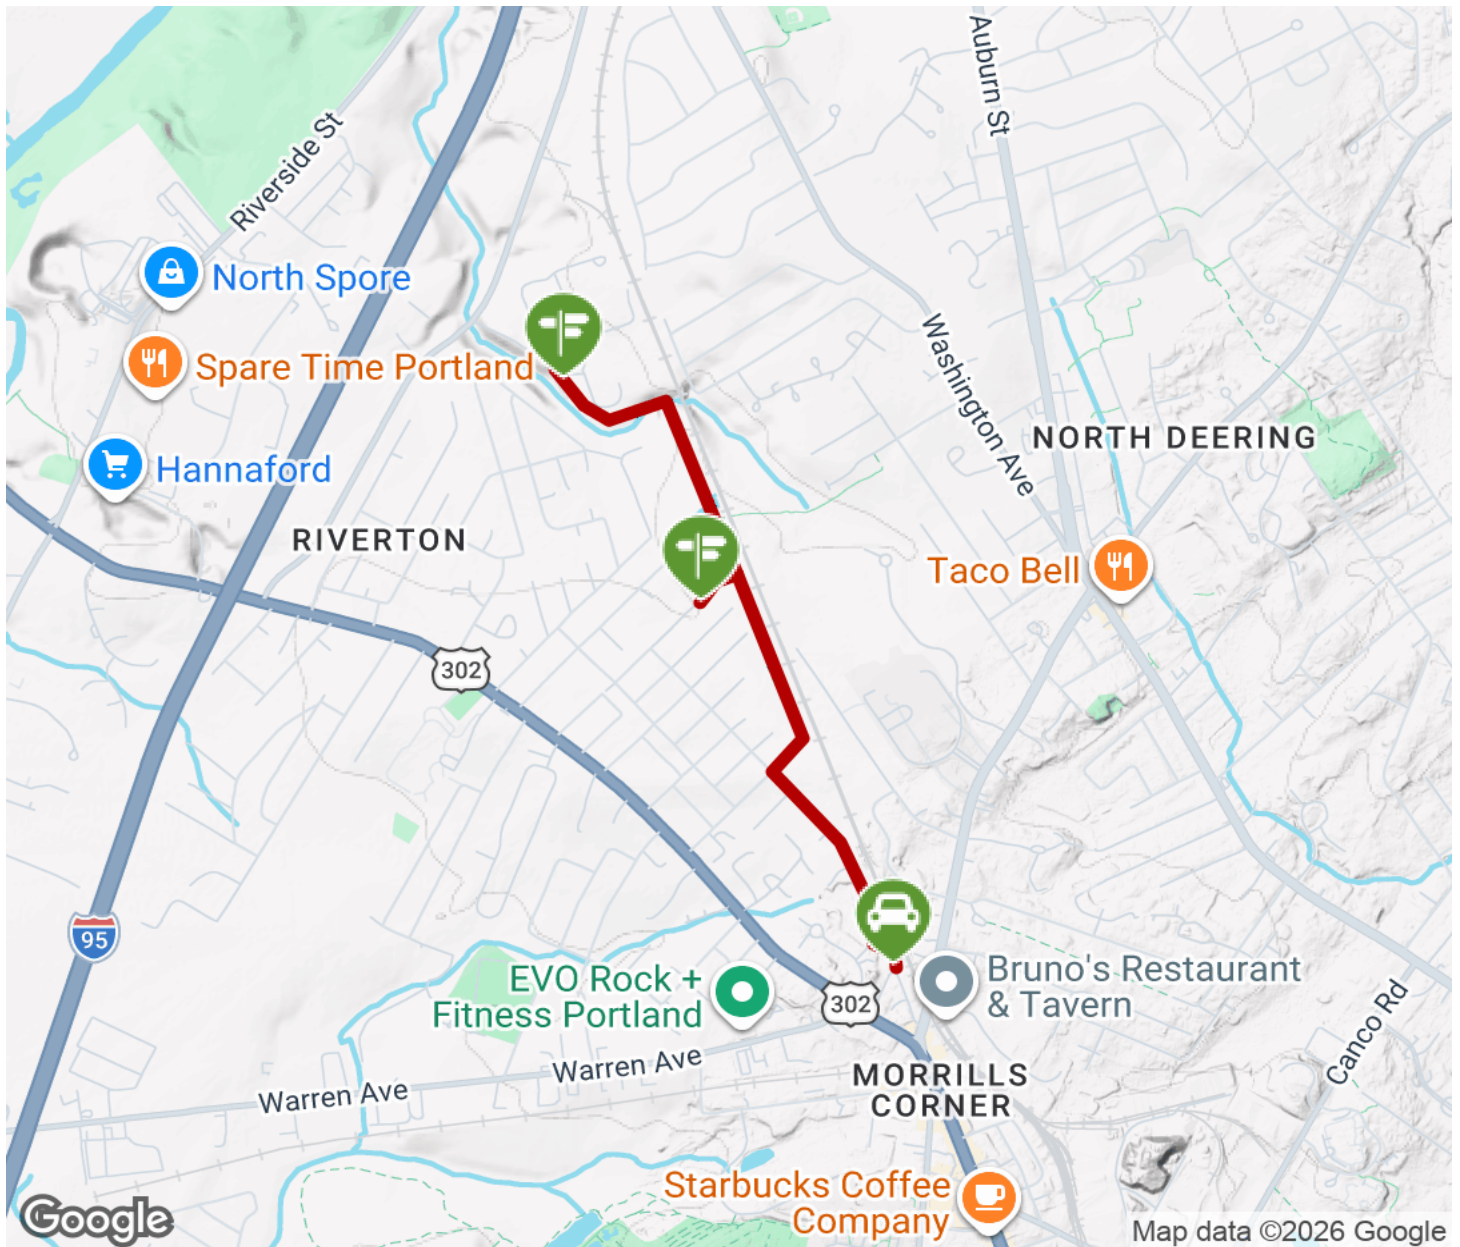 Auburn St
Riverside St
North Spore
Spare Time Portland
Washington Ave
NORTH DEERING
Hannaford
RIVERTON
Taco Bell
302
95
EVO Rock +
Fitness Portland
Bruno's Restaurant
& Tavern
302
Canco Rd
Warren Ave
Warren Ave
MORRILLS
CORNER
Starbucks Coffee
Company
Google
Map data ©2026 Google